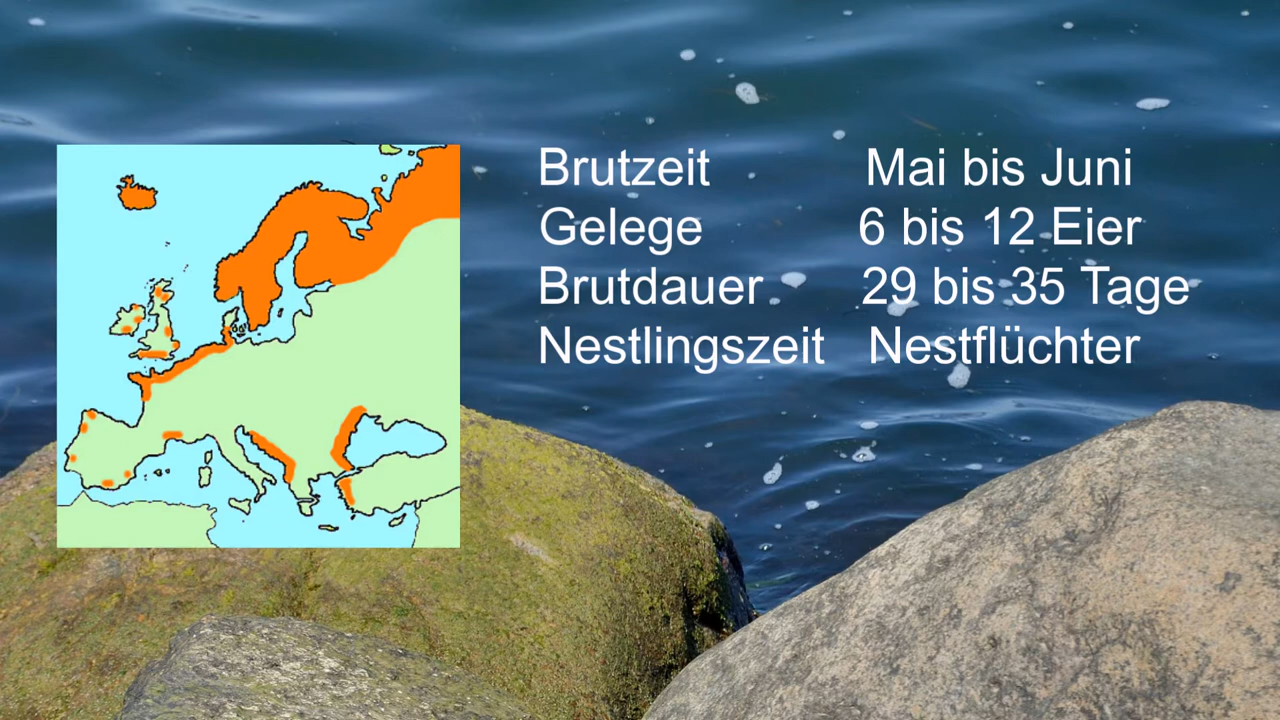 Brutzeit Mai bis Juni
Gelege 6 bis 12 Eier
Brutdauer 29 bis 35 Tage
Nestlingszeit Nestflüchter